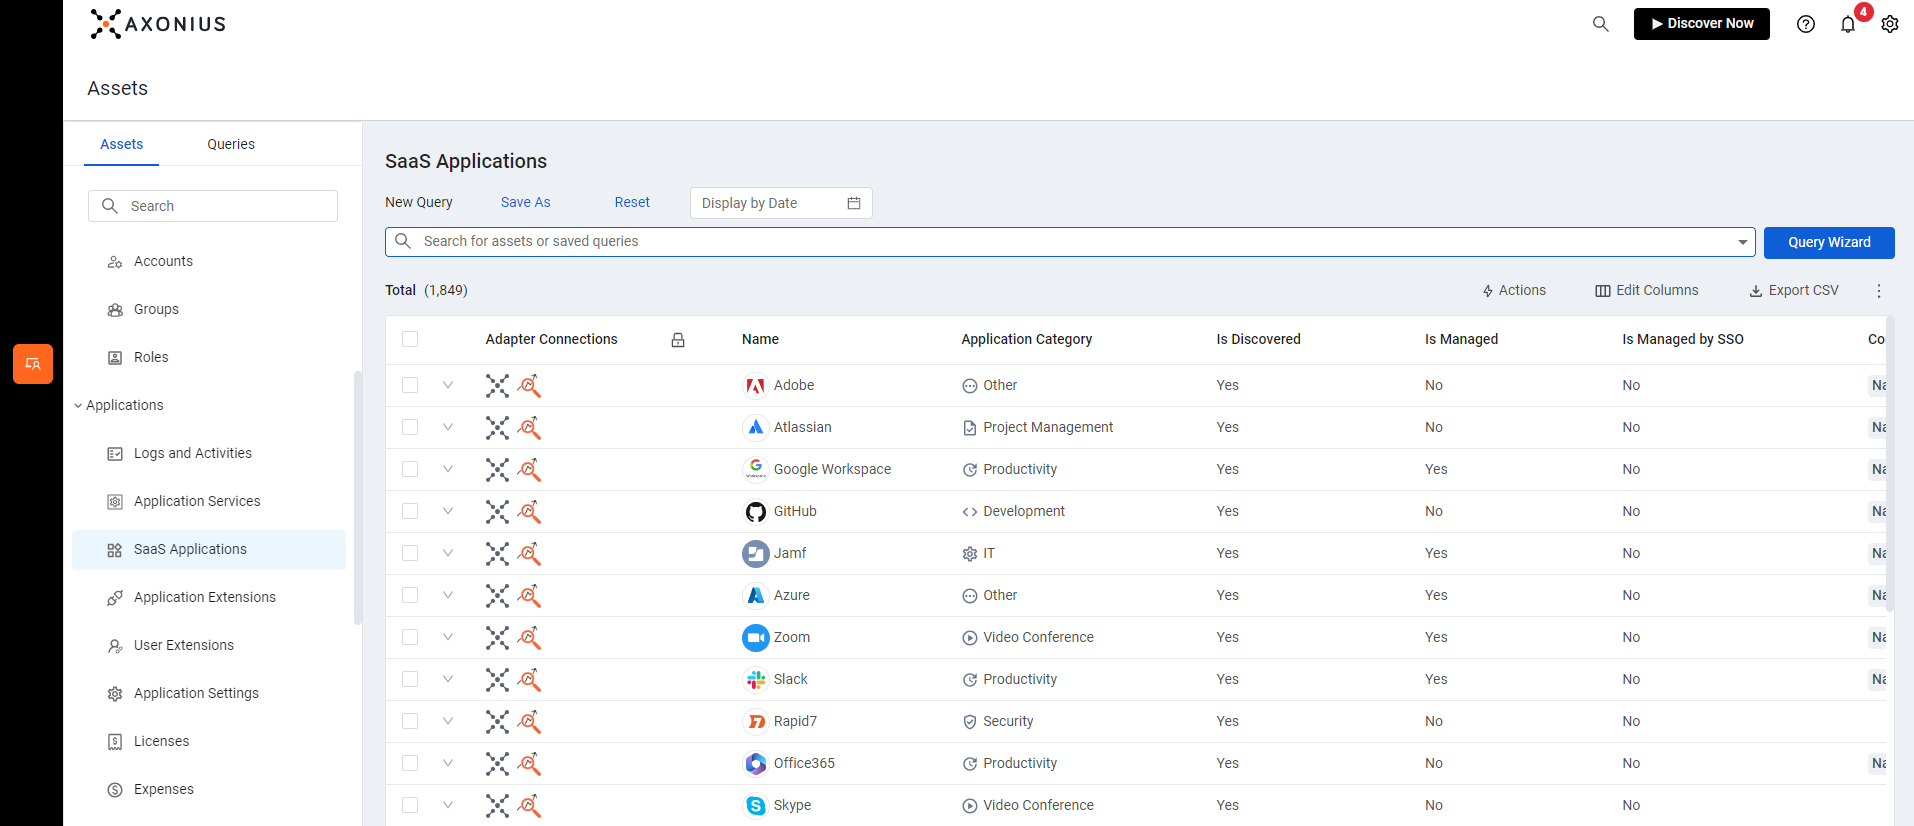 AXONIUS
Discover Now
4
Assets
Assets Queries
Search
Accounts
Groups
Roles
Applications
Logs and Activities
Application Services
SaaS Applications
Application Extensions
User Extensions
Application Settings
Licenses
Expenses
SaaS Applications
New Query Save As Reset Display by Date
Search for assets or saved queries Query Wizard
Total (1,849) Actions Edit Columns Export CSV
Adapter Connections Name Application Category Is Discovered Is Managed Is Managed by SSO Co
Adobe Other Yes No No Na
Atlassian Project Management Yes No No Na
Google Workspace Productivity Yes Yes No Na
GitHub Development Yes No No Na
Jamf IT Yes Yes No Na
Azure Other Yes Yes No Na
Zoom Video Conference Yes Yes No Na
Slack Productivity Yes Yes No Na
Rapid7 Security Yes No No
Office365 Productivity Yes No No Na
Skype Video Conference Yes No No